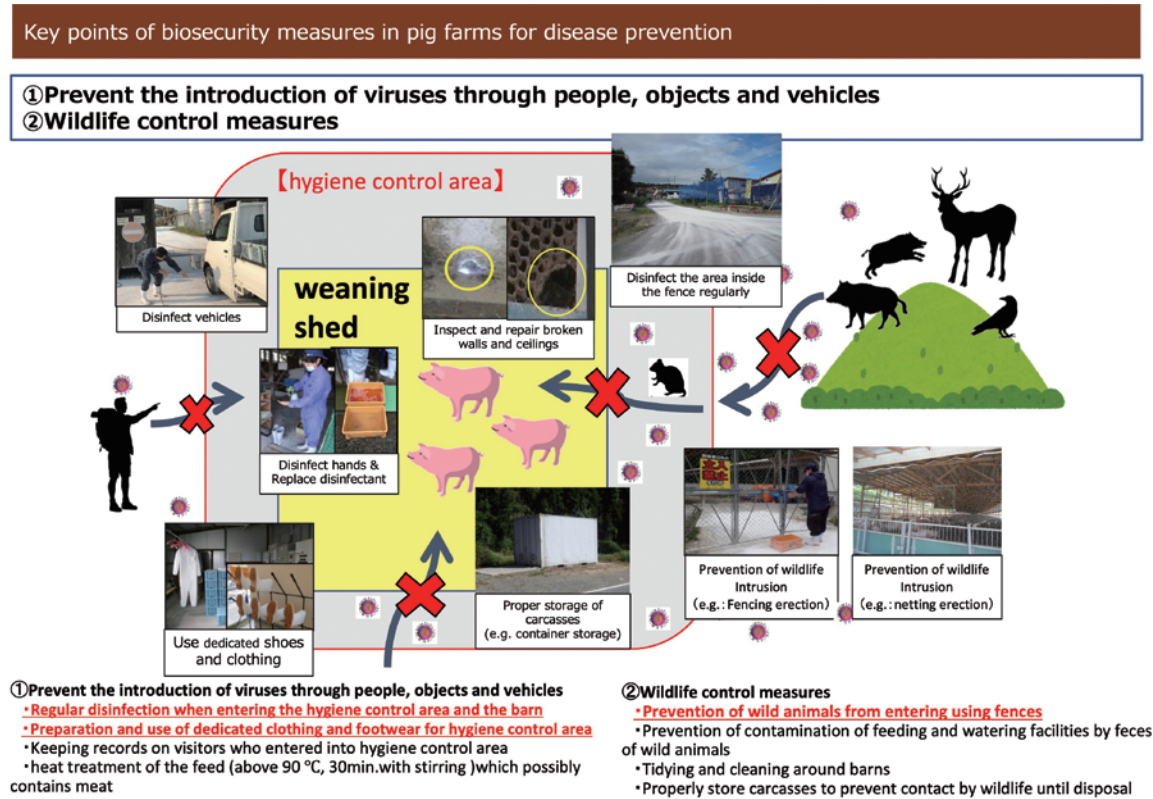 Key points of biosecurity measures in pig farms for disease prevention
①Prevent the introduction of viruses through people, objects and vehicles
②Wildlife control measures
【hygiene control area】
Disinfect vehicles
weaning
shed
Inspect and repair broken
walls and ceilings
Disinfect the area inside
the fence regularly
Disinfect hands &
Replace disinfectant
Use dedicated shoes
and clothing
Proper storage of
carcasses
(e.g. container storage)
立入
禁止
Prevention of wildlife
Intrusion
(e.g.:Fencing erection)
Prevention of wildlife
Intrusion
(e.g.:netting erection)
①Prevent the introduction of viruses through people, objects and vehicles
・Regular disinfection when entering the hygiene control area and the barn
・Preparation and use of dedicated clothing and footwear for hygiene control area
・Keeping records on visitors who entered into hygiene control area
・heat treatment of the feed (above 90 ℃, 30min.with stirring )which possibly
contains meat
②Wildlife control measures
・Prevention of wild animals from entering using fences
・Prevention of contamination of feeding and watering facilities by feces
of wild animals
・Tidying and cleaning around barns
・Properly store carcasses to prevent contact by wildlife until disposal